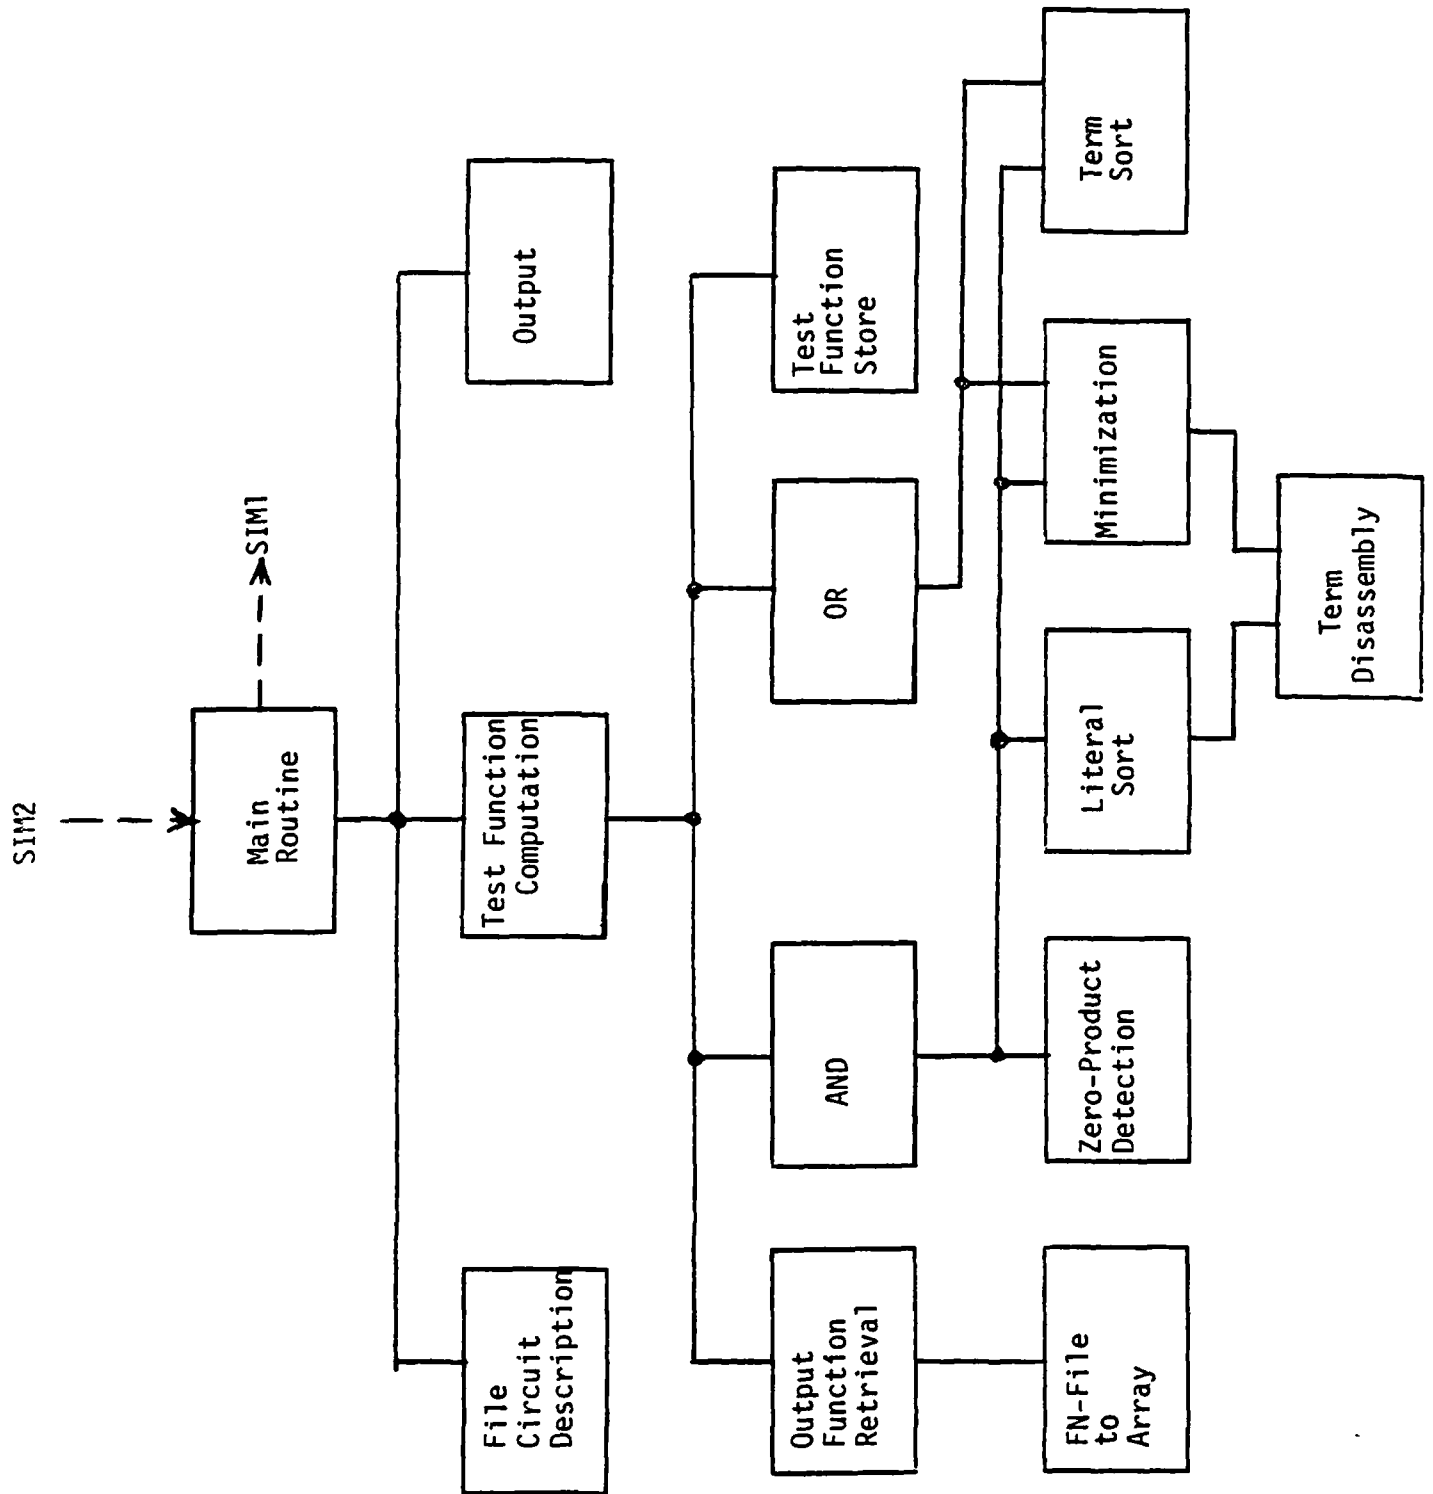 SIM2
SIM1
Main
Routine
File
Circuit
Description
Test Function
Computation
Output
Output
Function
Retrieval
AND
OR
Test
Function
Store
FN-File
to
Array
Zero-Product
Detection
Literal
Sort
Minimization
Term
Sort
Term
Disassembly